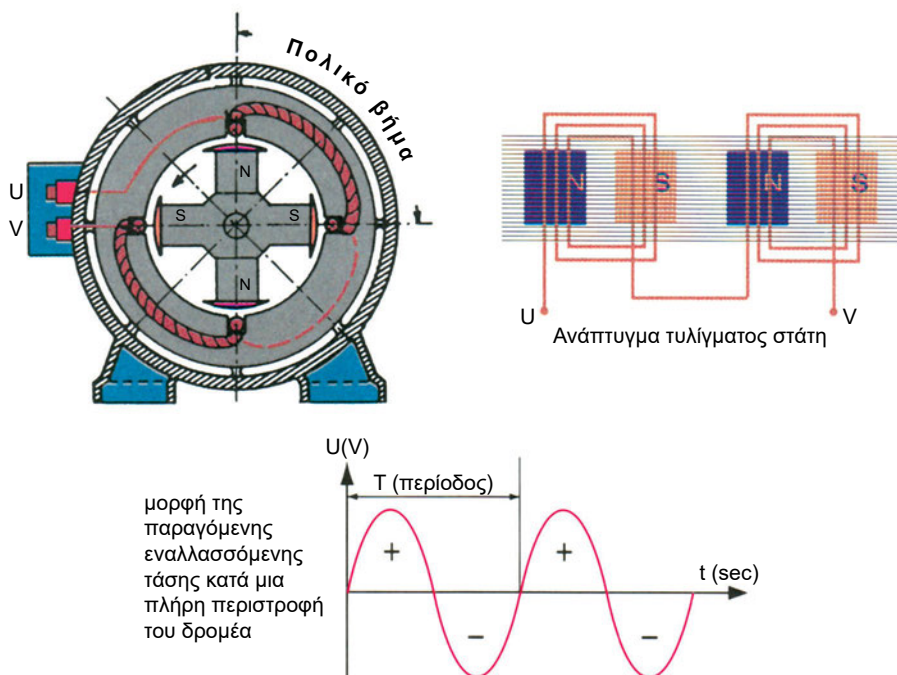 Πολικό βήμα
U
V
N
S
S
N
N
S
N
S
U
V
Ανάπτυγμα τυλίγματος στάτη
U(V)
T (περίοδος)
μορφή της
παραγόμενης
εναλλασσόμενης
τάσης κατά μια
πλήρη περιστροφή
του δρομέα
+
+
t (sec)
−
−